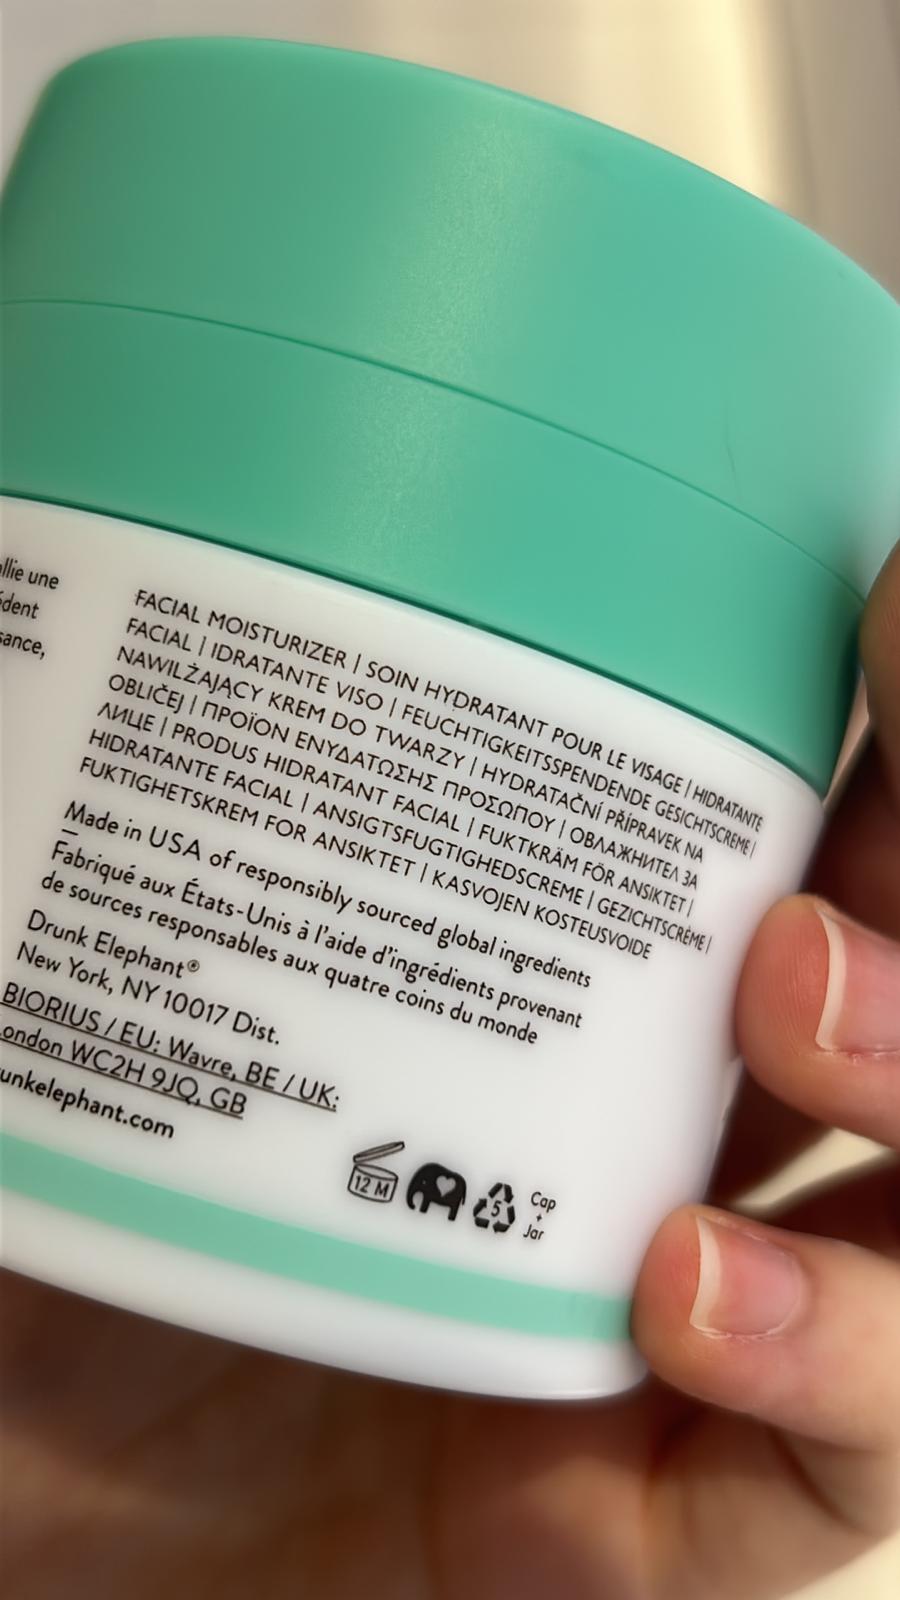 allie une
édent
sance,
FACIAL MOISTURIZER | SOIN HYDRATANT POUR LE VISAGE | HIDRATANTE
FACIAL | IDRATANTE VISO | FEUCHTIGKEITSSPENDENDE GESICHTSCREME |
NAWILŻAJĄCY KREM DO TWARZY | HYDRATAČNÍ PŘÍPRAVEK NA
OBLIČEJ | ΠΡΟΪΟΝ ΕΝΥΔΑΤΩΣΗΣ ΠΡΟΣΩΠΟΥ | ОВЛАЖНИТЕЛ ЗА
ЛИЦЕ | PRODUS HIDRATANT FACIAL | FUKTKRÄM FÖR ANSIKTET |
HIDRATANTE FACIAL | ANSIGTSFUGTIGHEDSCREME | GEZICHTSCRÈME |
FUKTIGHETSKREM FOR ANSIKTET | KASVOJEN KOSTEUSVOIDE
Made in USA of responsibly sourced global ingredients
Fabriqué aux États-Unis à l'aide d'ingrédients provenant
de sources responsables aux quatre coins du monde
Drunk Elephant®
New York, NY 10017 Dist.
BIORIUS / EU: Wavre, BE / UK:
London WC2H 9JQ, GB
unkelephant.com
12 M
5
Cap
+
Jar